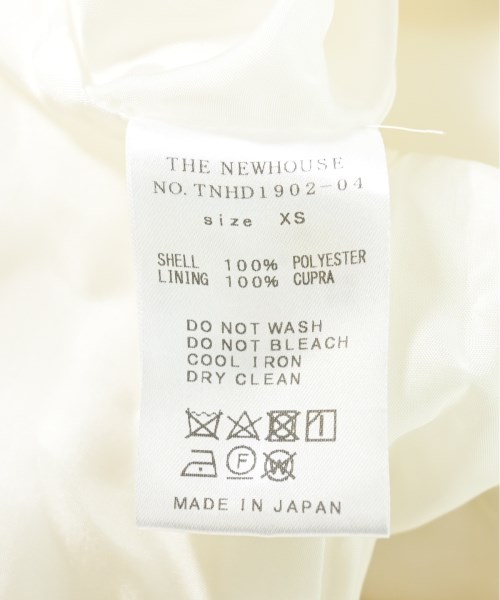 THE NEWHOUSE
NO. TNHD1902-04
size XS
SHELL 100% POLYESTER
LINING 100% CUPRA
DO NOT WASH
DO NOT BLEACH
COOL IRON
DRY CLEAN
F W
MADE IN JAPAN